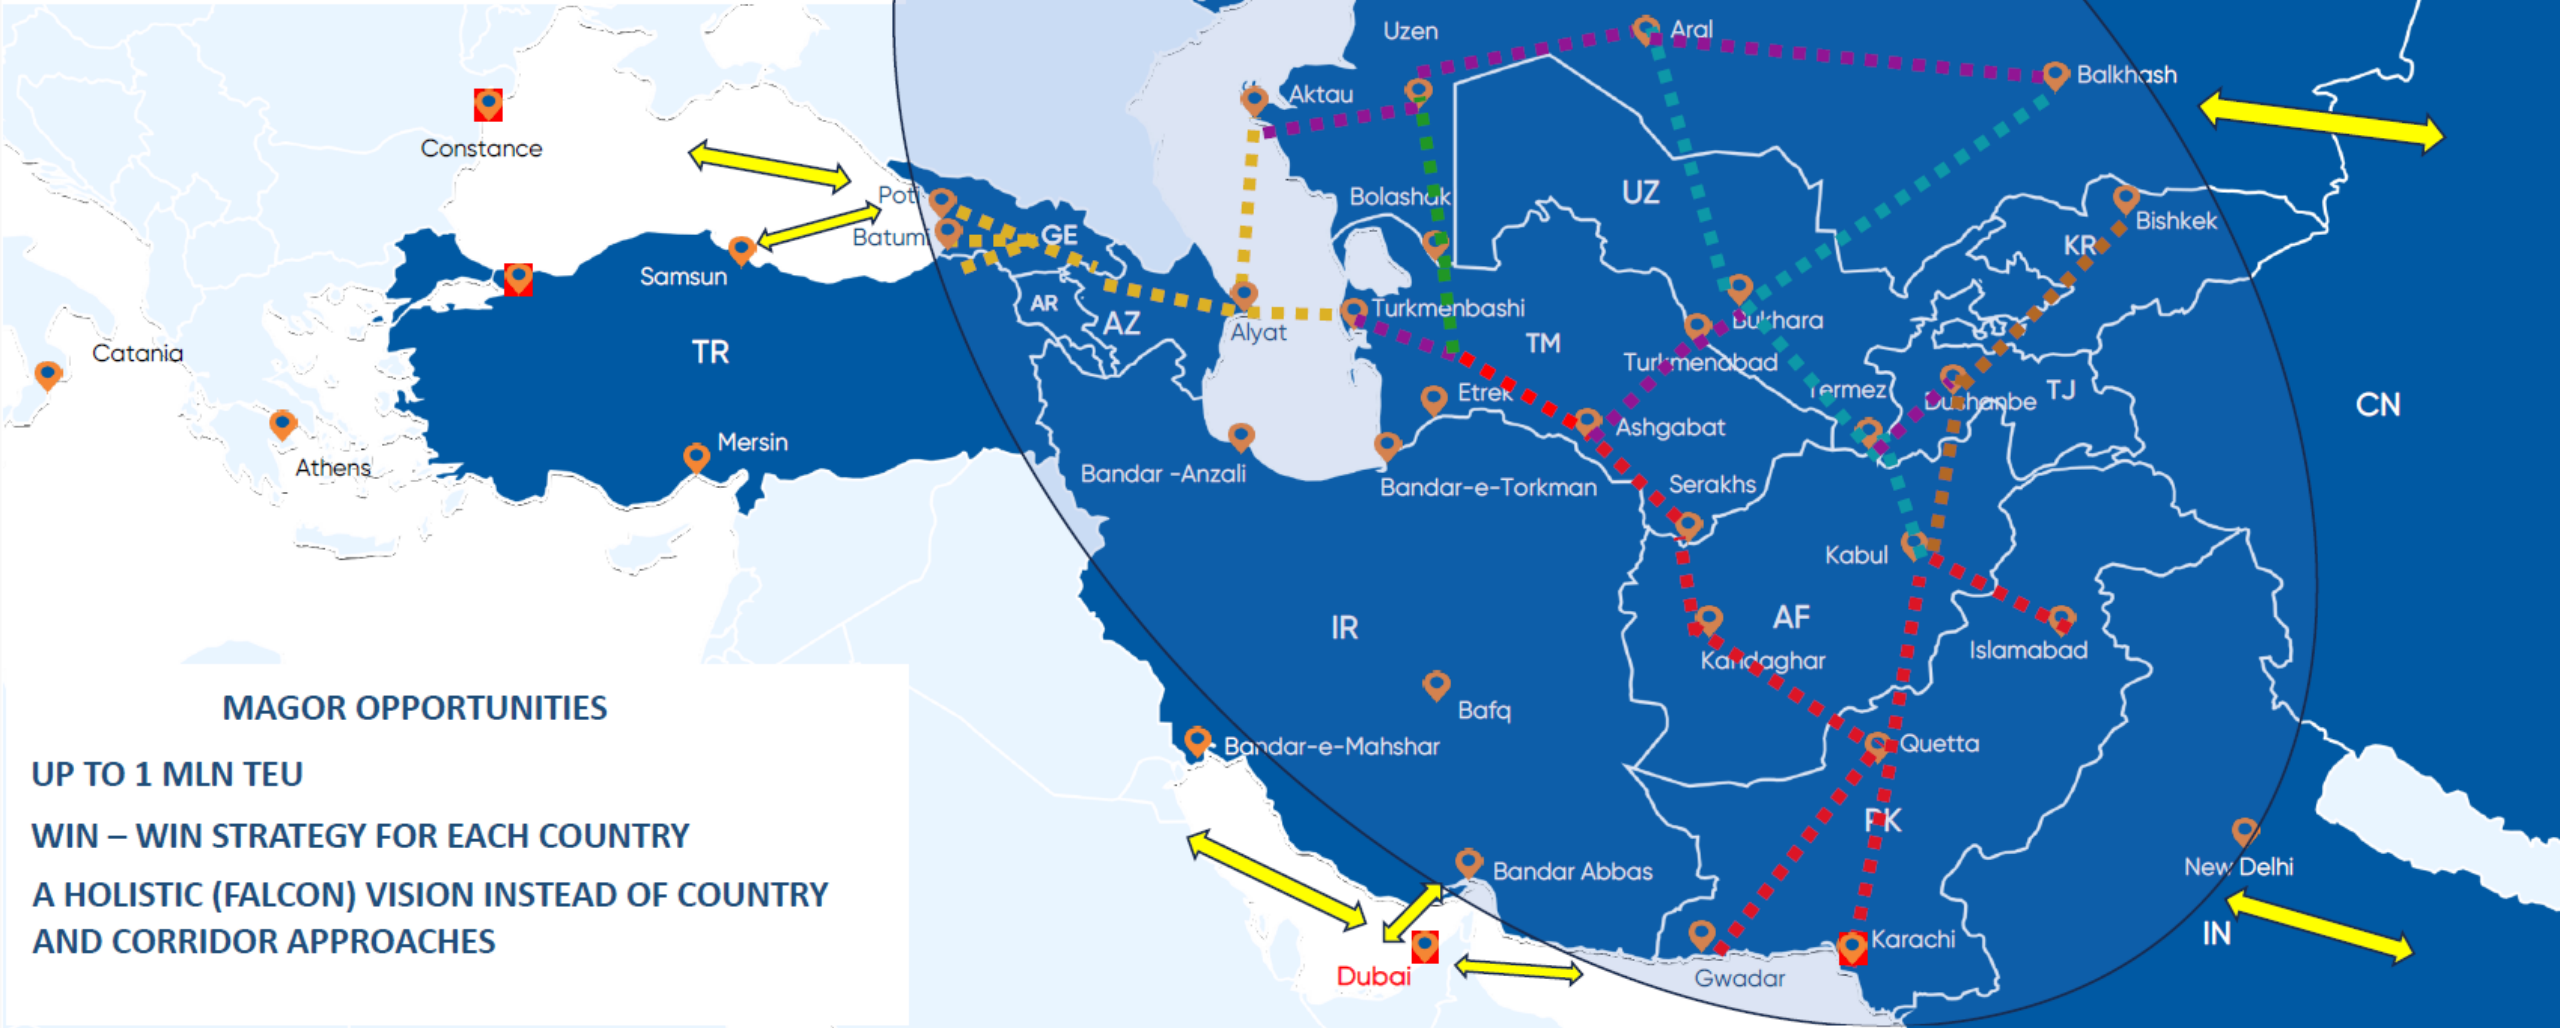 Uzen
Aral
Balkhash
Aktau
Constance
Poti
Bolashak
UZ
Bishkek
Batumi
GE
KR
Samsun
AR
AZ
Alyat
Turkmenbashi
Bukhara
TR
TM
Catania
Turkmenabad
Termez
Dushanbe
TJ
Etrek
CN
Ashgabat
Mersin
Athens
Bandar -Anzali
Bandar-e-Torkman
Serakhs
Kabul
IR
AF
Islamabad
Kandaghar
Bafq
Quetta
Bandar-e-Mahshar
PK
New Delhi
Bandar Abbas
IN
Karachi
Dubai
Gwadar
MAGOR OPPORTUNITIES
UP TO 1 MLN TEU
WIN – WIN STRATEGY FOR EACH COUNTRY
A HOLISTIC (FALCON) VISION INSTEAD OF COUNTRY
AND CORRIDOR APPROACHES